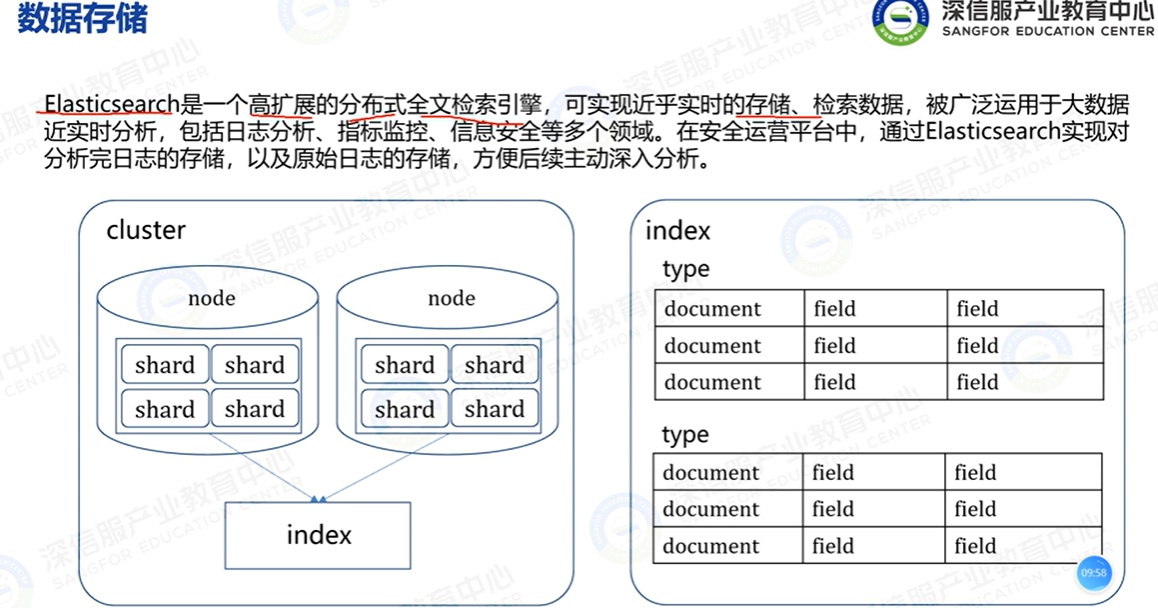 数据存储
深信服产业教育中心
SANGFOR EDUCATION CENTER
Elasticsearch是一个高扩展的分布式全文检索引擎，可实现近乎实时的存储、检索数据，被广泛运用于大数据
近实时分析，包括日志分析、指标监控、信息安全等多个领域。在安全运营平台中，通过Elasticsearch实现对
分析完日志的存储，以及原始日志的存储，方便后续主动深入分析。
cluster
node node
shard shard shard shard
shard shard shard shard
index
index
type
document field field
document field field
document field field
type
document field field
document field field
document field field
09:58